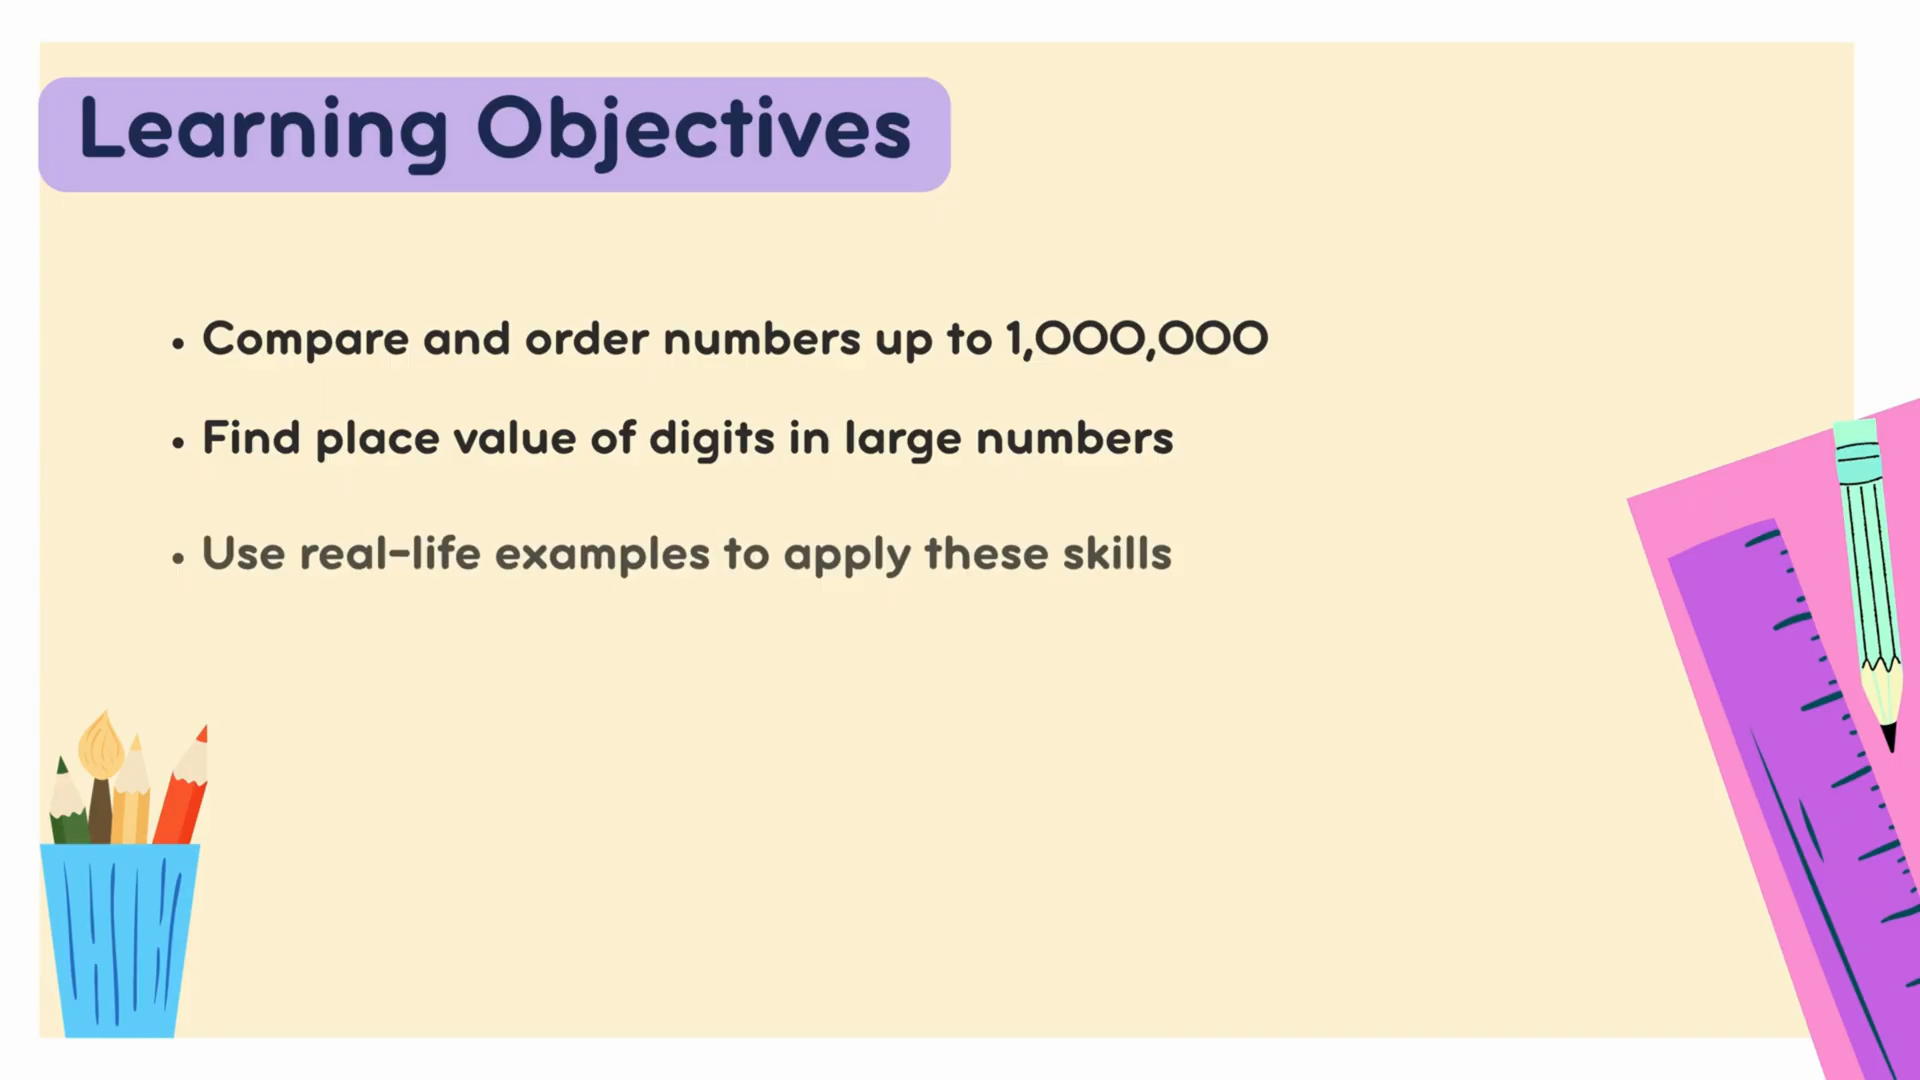 Learning Objectives
• Compare and order numbers up to 1,000,000
• Find place value of digits in large numbers
• Use real-life examples to apply these skills